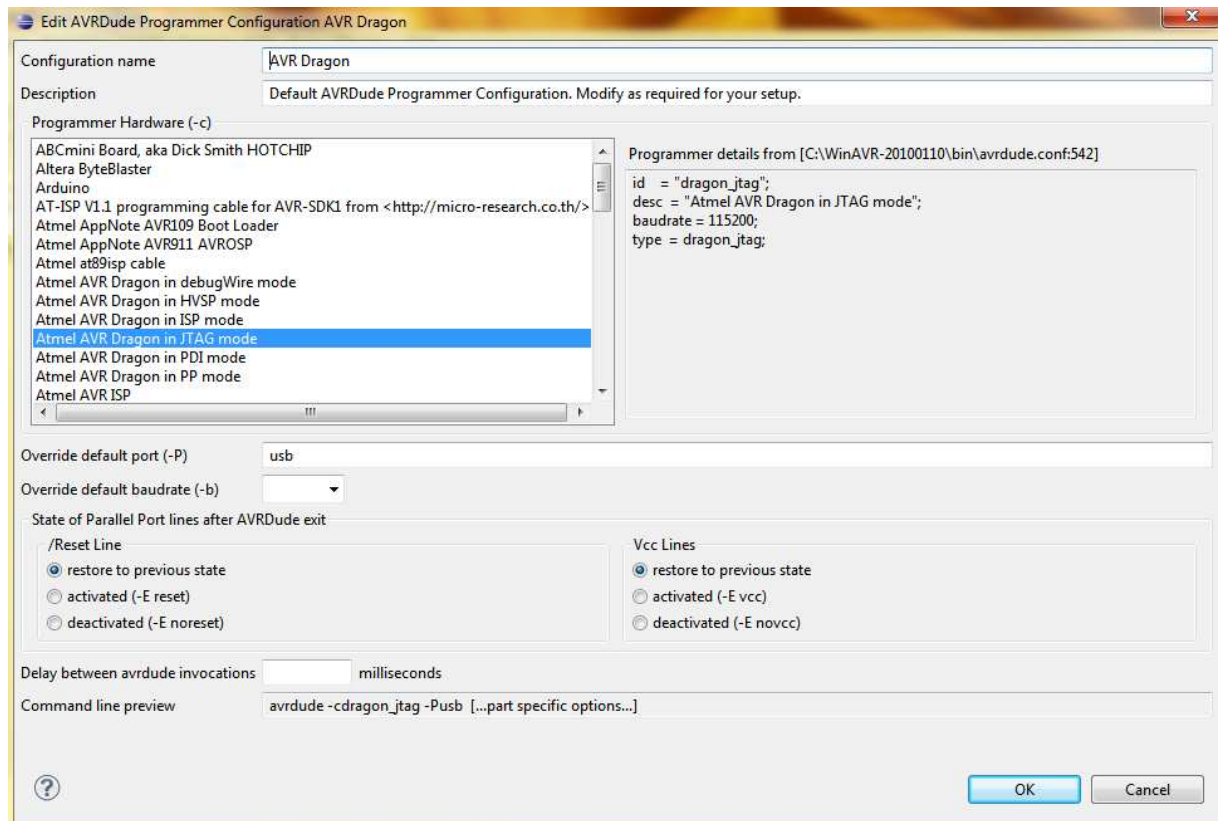 Edit AVRDude Programmer Configuration AVR Dragon
Configuration name AVR Dragon
Description Default AVRDude Programmer Configuration. Modify as required for your setup.
Programmer Hardware (-c)
ABCmini Board, aka Dick Smith HOTCHIP
Altera ByteBlaster
Arduino
AT-ISP V1.1 programming cable for AVR-SDK1 from <http://micro-research.co.th/>
Atmel AppNote AVR109 Boot Loader
Atmel AppNote AVR911 AVROSP
Atmel at89isp cable
Atmel AVR Dragon in debugWire mode
Atmel AVR Dragon in HVSP mode
Atmel AVR Dragon in ISP mode
Atmel AVR Dragon in JTAG mode
Atmel AVR Dragon in PDI mode
Atmel AVR Dragon in PP mode
Atmel AVR ISP
Programmer details from [C:\WinAVR-20100110\bin\avrdude.conf:542]
id = "dragon_jtag";
desc = "Atmel AVR Dragon in JTAG mode";
baudrate = 115200;
type = dragon_jtag;
Override default port (-P) usb
Override default baudrate (-b)
State of Parallel Port lines after AVRDude exit
/Reset Line
restore to previous state
activated (-E reset)
deactivated (-E noreset)
Vcc Lines
restore to previous state
activated (-E vcc)
deactivated (-E novcc)
Delay between avrdude invocations milliseconds
Command line preview avrdude -cdragon_jtag -Pusb [...part specific options...]
OK Cancel